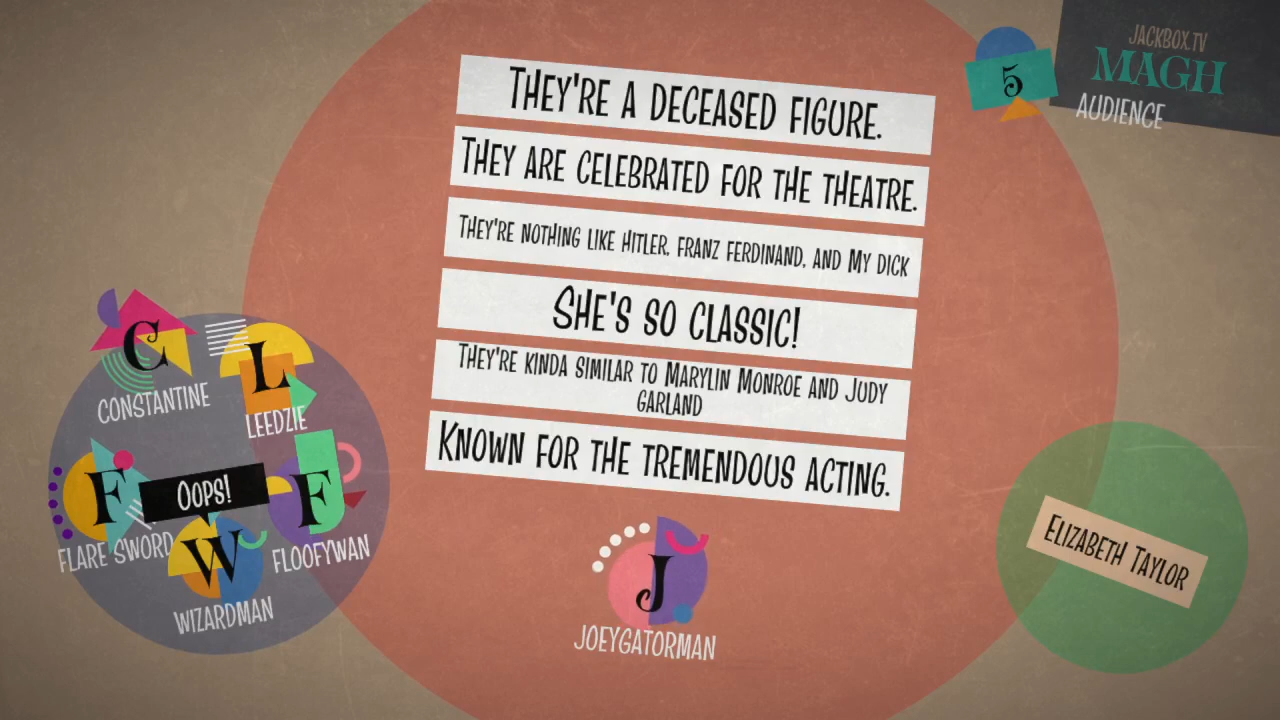 THEY'RE A DECEASED FIGURE.
THEY ARE CELEBRATED FOR THE THEATRE.
THEY'RE NOTHING LIKE HITLER, FRANZ FERDINAND, AND MY DICK
SHE'S SO CLASSIC!
THEY'RE KINDA SIMILAR TO MARYLIN MONROE AND JUDY
GARLAND
KNOWN FOR THE TREMENDOUS ACTING.
5
JACKBOX.TV
MAGH
AUDIENCE
C
CONSTANTINE
L
LEEDZIE
F
FLARE SWORD
OOPS!
F
FLOOFYWAN
W
WIZARDMAN
J
JOEYGATORMAN
ELIZABETH TAYLOR